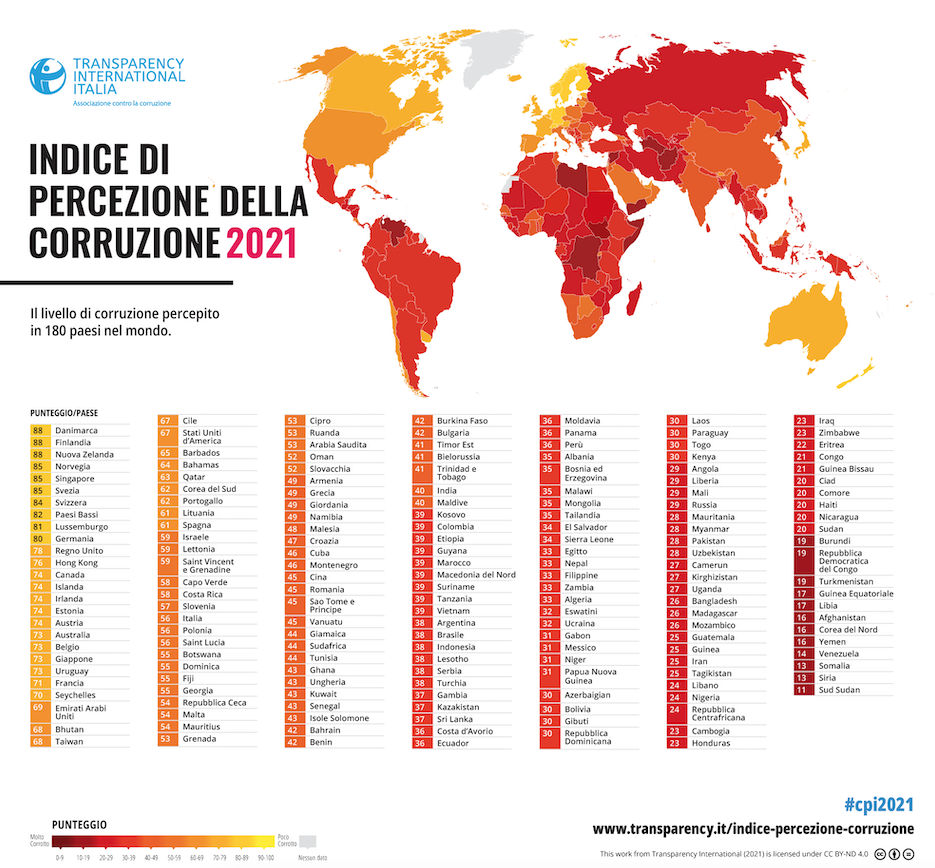 TRANSPARENCY
INTERNATIONAL
ITALIA
Associazione contro la corruzione
INDICE DI
PERCEZIONE DELLA
CORRUZIONE 2021
Il livello di corruzione percepito
in 180 paesi nel mondo.
PUNTEGGIO/PAESE
88 Danimarca
88 Finlandia
88 Nuova Zelanda
85 Norvegia
85 Singapore
85 Svezia
84 Svizzera
82 Paesi Bassi
81 Lussemburgo
80 Germania
78 Regno Unito
76 Hong Kong
74 Canada
74 Islanda
74 Irlanda
74 Estonia
74 Austria
73 Australia
73 Belgio
73 Giappone
73 Uruguay
71 Francia
70 Seychelles
69 Emirati Arabi
Uniti
68 Bhutan
68 Taiwan
67 Cile
67 Stati Uniti
d'America
65 Barbados
64 Bahamas
63 Qatar
62 Corea del Sud
62 Portogallo
61 Lituania
61 Spagna
59 Israele
59 Lettonia
59 Saint Vincent
e Grenadine
58 Capo Verde
58 Costa Rica
57 Slovenia
56 Italia
56 Polonia
56 Saint Lucia
55 Botswana
55 Dominica
55 Fiji
55 Georgia
54 Repubblica Ceca
54 Malta
54 Mauritius
53 Grenada
53 Cipro
53 Ruanda
53 Arabia Saudita
52 Oman
52 Slovacchia
49 Armenia
49 Grecia
49 Giordania
49 Namibia
48 Malesia
47 Croazia
46 Cuba
46 Montenegro
45 Cina
45 Romania
45 Sao Tome e
Principe
45 Vanuatu
44 Giamaica
44 Sudafrica
44 Tunisia
43 Ghana
43 Ungheria
43 Kuwait
43 Senegal
43 Isole Solomone
42 Bahrain
42 Benin
42 Burkina Faso
42 Bulgaria
41 Timor Est
41 Bielorussia
41 Trinidad e
Tobago
40 India
40 Maldive
39 Kosovo
39 Colombia
39 Etiopia
39 Guyana
39 Marocco
39 Macedonia del Nord
39 Suriname
39 Tanzania
39 Vietnam
38 Argentina
38 Brasile
38 Indonesia
38 Lesotho
38 Serbia
38 Turchia
37 Gambia
37 Kazakistan
37 Sri Lanka
36 Costa d'Avorio
36 Ecuador
36 Moldavia
36 Panama
36 Perù
35 Albania
35 Bosnia ed
Erzegovina
35 Malawi
35 Mongolia
35 Tailandia
34 El Salvador
34 Sierra Leone
33 Egitto
33 Nepal
33 Filippine
33 Zambia
33 Algeria
32 Eswatini
32 Ucraina
31 Gabon
31 Messico
31 Niger
31 Papua Nuova
Guinea
30 Azerbaigian
30 Bolivia
30 Gibuti
30 Repubblica
Dominicana
30 Laos
30 Paraguay
30 Togo
30 Kenya
29 Angola
29 Liberia
29 Mali
29 Russia
28 Mauritania
28 Myanmar
28 Pakistan
28 Uzbekistan
27 Camerun
27 Kirghizistan
27 Uganda
26 Bangladesh
26 Madagascar
26 Mozambico
25 Guatemala
25 Guinea
25 Iran
25 Tagikistan
24 Libano
24 Nigeria
24 Repubblica
Centrafricana
23 Cambogia
23 Honduras
23 Iraq
23 Zimbabwe
22 Eritrea
21 Congo
21 Guinea Bissau
20 Ciad
20 Comore
20 Haiti
20 Nicaragua
20 Sudan
19 Burundi
19 Repubblica
Democratica
del Congo
19 Turkmenistan
17 Guinea Equatoriale
17 Libia
16 Afghanistan
16 Corea del Nord
16 Yemen
14 Venezuela
13 Somalia
13 Siria
11 Sud Sudan
PUNTEGGIO
Molto
Corrotto
Poco
Corrotto
0-9 10-19 20-29 30-39 40-49 50-59 60-69 70-79 80-89 90-100 Nessun dato
#cpi2021
www.transparency.it/indice-percezione-corruzione
This work from Transparency International (2021) is licensed under CC BY-ND 4.0